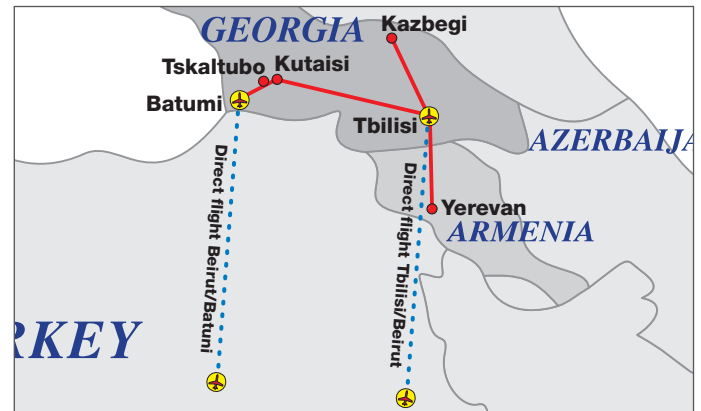 Kazbegi
GEORGIA
Tskaltubo Kutaisi
Batumi
Tbilisi
AZERBAIJA
Direct flight Beirut/Batuni
Direct flight Tbilisi/Beirut
Yerevan
ARMENIA
RKEY